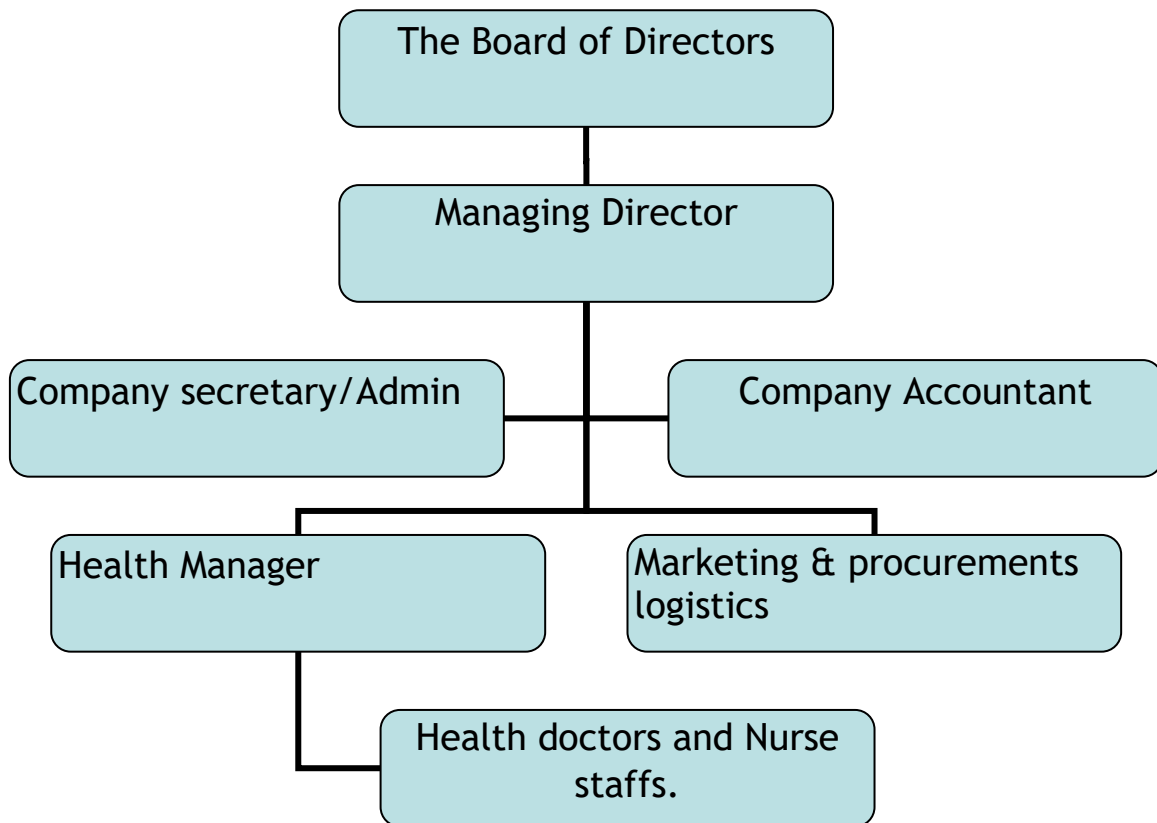 The Board of Directors
Managing Director
Company secretary/Admin
Company Accountant
Health Manager
Marketing & procurements
logistics
Health doctors and Nurse
staffs.